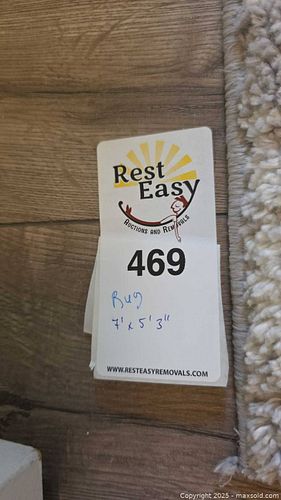 Rest
Easy
AUCTIONS AND REMOVALS
469
Rug
7' x 5' 3"
WWW.RESTEASYREMOVALS.COM
Copyright 2025 - maxsold.com